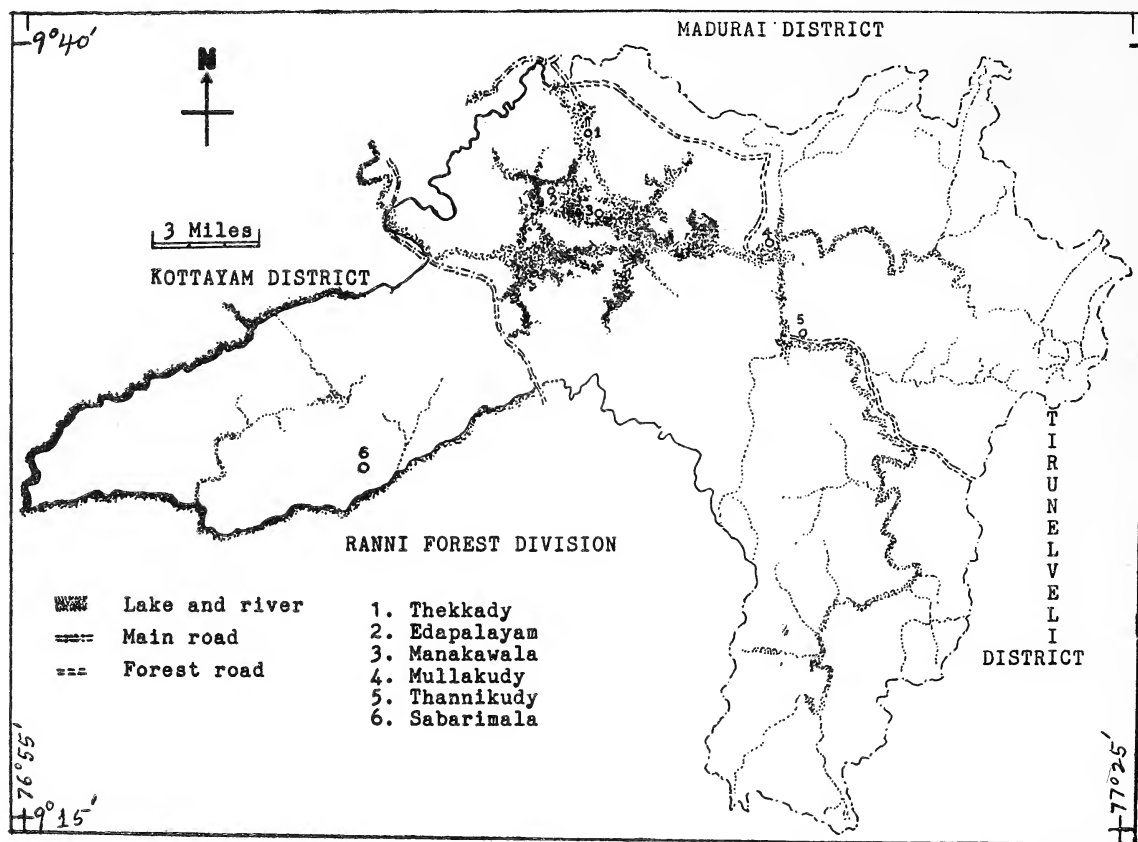 9°40'
MADURAI DISTRICT
N
1
2
3
3 Miles
4
KOTTAYAM DISTRICT
5
6
TIRUNELVELI
DISTRICT
RANNI FOREST DIVISION
Lake and river
Main road
Forest road
1. Thekkady
2. Edapalayam
3. Manakawala
4. Mullakudy
5. Thannikudy
6. Sabarimala
76°55'
9°15'
77°25'